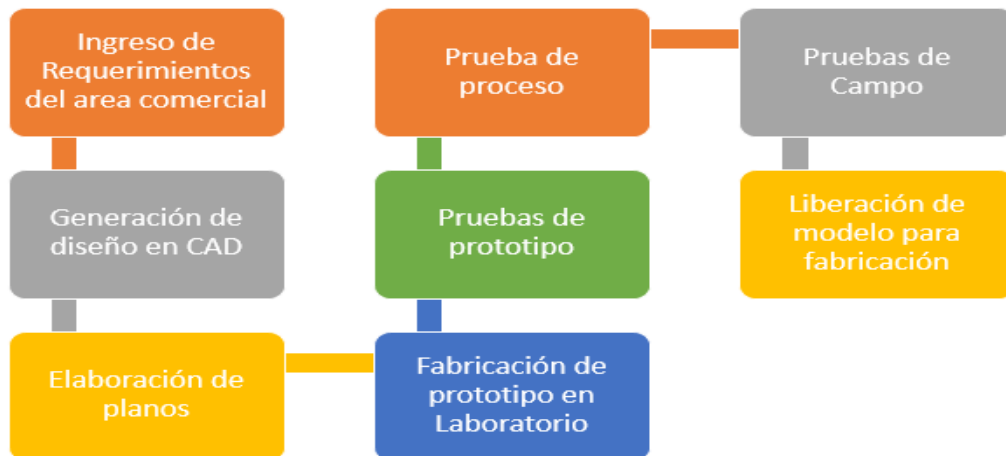 Ingreso de
Requerimientos
del area comercial
Generación de
diseño en CAD
Elaboración de
planos
Fabricación de
prototipo en
Laboratorio
Pruebas de
prototipo
Prueba de
proceso
Pruebas de
Campo
Liberación de
modelo para
fabricación